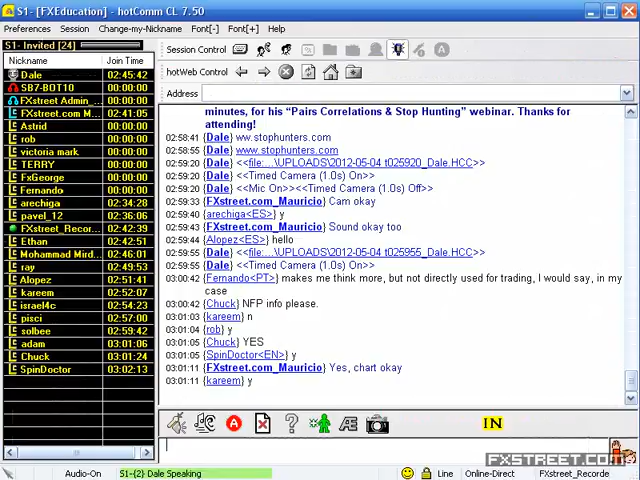 S1- [FXEducation] - hotComm CL 7.50
Preferences Session Change-my-Nickname Font[-] Font[+] Help
S1- Invited [24]
Session Control
Nickname Join Time
hotWeb Control
Address
Dale 02:45:42
SB7-BOT10 00:00:00
FXstreet Admin_... 00:00:00
FXstreet.com M... 02:41:05
Astrid 00:00:00
rob 00:00:00
victoria mark 00:00:00
TERRY 00:00:00
FxGeorge 00:00:00
Fernando 00:00:00
arechiga 02:34:28
pavel_12 02:36:06
FXstreet_Recor... 02:42:39
Ethan 02:42:51
Mohammad Mird... 02:46:01
ray 02:49:53
Alopez 02:51:41
kareem 02:52:07
israel4c 02:54:23
pisci 02:57:00
solbee 02:59:42
adam 03:01:06
Chuck 03:01:24
SpinDoctor 03:02:13
minutes, for his “Pairs Correlations & Stop Hunting” webinar. Thanks for
attending!
02:58:41 {Dale} ww.stophunters.com
02:58:55 {Dale} www.stophunters.com
02:59:20 {Dale} <<file:...\UPLOADS\2012-05-04 t025920_Dale.HCC>>
02:59:20 {Dale} <<Timed Camera (1.0s) On>>
02:59:20 {Dale} <<Mic On>><<Timed Camera (1.0s) Off>>
02:59:33 {FXstreet.com_Mauricio} Cam okay
02:59:40 {arechiga<ES>} y
02:59:43 {FXstreet.com_Mauricio} Sound okay too
02:59:44 {Alopez<ES>} hello
02:59:55 {Dale} <<file:...\UPLOADS\2012-05-04 t025955_Dale.HCC>>
02:59:55 {Dale} <<Timed Camera (1.0s) On>>
03:00:42 {Fernando<PT>} makes me think more, but not directly used for trading, I would say, in my
case
03:00:42 {Chuck} NFP info please.
03:01:03 {kareem} n
03:01:04 {rob} y
03:01:05 {Chuck} YES
03:01:05 {SpinDoctor<EN>} y
03:01:11 {FXstreet.com_Mauricio} Yes, chart okay
03:01:11 {kareem} y
IN
FXSTREET.COM
Audio-On S1-{2} Dale Speaking Line Online-D FXstreet_Recorde